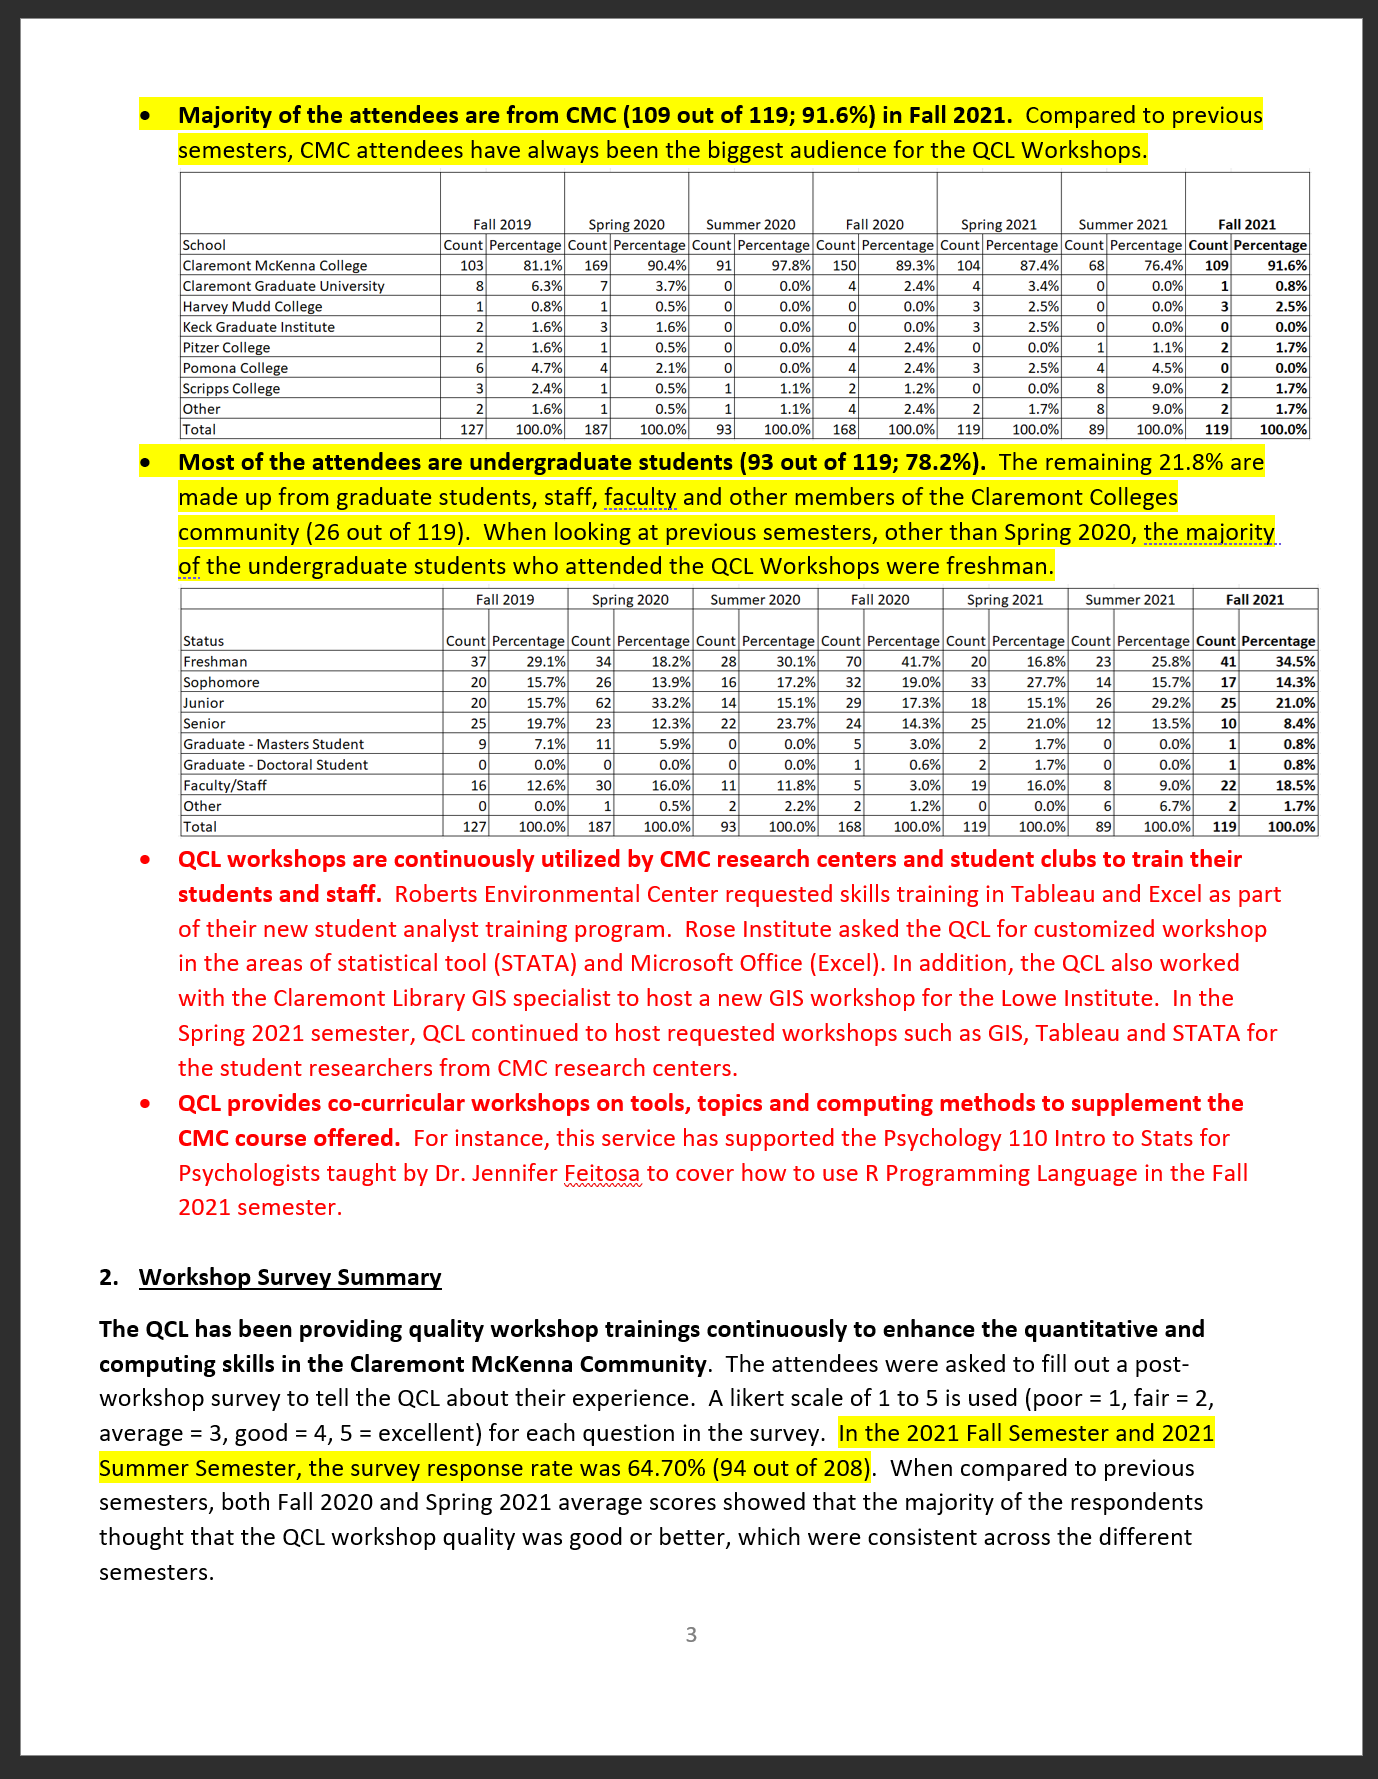 • Majority of the attendees are from CMC (109 out of 119; 91.6%) in Fall 2021.  Compared to previous
semesters, CMC attendees have always been the biggest audience for the QCL Workshops.
Fall 2019 Spring 2020 Summer 2020 Fall 2020 Spring 2021 Summer 2021 Fall 2021
School Count Percentage Count Percentage Count Percentage Count Percentage Count Percentage Count Percentage Count Percentage
Claremont McKenna College 103 81.1% 169 90.4% 91 97.8% 150 89.3% 104 87.4% 68 76.4% 109 91.6%
Claremont Graduate University 8 6.3% 7 3.7% 0 0.0% 4 2.4% 4 3.4% 0 0.0% 1 0.8%
Harvey Mudd College 1 0.8% 1 0.5% 0 0.0% 0 0.0% 3 2.5% 0 0.0% 3 2.5%
Keck Graduate Institute 2 1.6% 3 1.6% 0 0.0% 0 0.0% 3 2.5% 0 0.0% 0 0.0%
Pitzer College 2 1.6% 1 0.5% 0 0.0% 4 2.4% 0 0.0% 1 1.1% 2 1.7%
Pomona College 6 4.7% 4 2.1% 0 0.0% 4 2.4% 3 2.5% 4 4.5% 0 0.0%
Scripps College 3 2.4% 1 0.5% 1 1.1% 2 1.2% 0 0.0% 8 9.0% 2 1.7%
Other 2 1.6% 1 0.5% 1 1.1% 4 2.4% 2 1.7% 8 9.0% 2 1.7%
Total 127 100.0% 187 100.0% 93 100.0% 168 100.0% 119 100.0% 89 100.0% 119 100.0%
• Most of the attendees are undergraduate students (93 out of 119; 78.2%).  The remaining 21.8% are
made up from graduate students, staff, faculty and other members of the Claremont Colleges
community (26 out of 119).  When looking at previous semesters, other than Spring 2020, the majority
of the undergraduate students who attended the QCL Workshops were freshman.
Fall 2019 Spring 2020 Summer 2020 Fall 2020 Spring 2021 Summer 2021 Fall 2021
Status Count Percentage Count Percentage Count Percentage Count Percentage Count Percentage Count Percentage Count Percentage
Freshman 37 29.1% 34 18.2% 28 30.1% 70 41.7% 20 16.8% 23 25.8% 41 34.5%
Sophomore 20 15.7% 26 13.9% 16 17.2% 32 19.0% 33 27.7% 14 15.7% 17 14.3%
Junior 20 15.7% 62 33.2% 14 15.1% 29 17.3% 18 15.1% 26 29.2% 25 21.0%
Senior 25 19.7% 23 12.3% 22 23.7% 24 14.3% 25 21.0% 12 13.5% 10 8.4%
Graduate - Masters Student 9 7.1% 11 5.9% 0 0.0% 5 3.0% 2 1.7% 0 0.0% 1 0.8%
Graduate - Doctoral Student 0 0.0% 0 0.0% 0 0.0% 1 0.6% 2 1.7% 0 0.0% 1 0.8%
Faculty/Staff 16 12.6% 30 16.0% 11 11.8% 5 3.0% 19 16.0% 8 9.0% 22 18.5%
Other 0 0.0% 1 0.5% 2 2.2% 2 1.2% 0 0.0% 6 6.7% 2 1.7%
Total 127 100.0% 187 100.0% 93 100.0% 168 100.0% 119 100.0% 89 100.0% 119 100.0%
• QCL workshops are continuously utilized by CMC research centers and student clubs to train their
students and staff.  Roberts Environmental Center requested skills training in Tableau and Excel as part
of their new student analyst training program.  Rose Institute asked the QCL for customized workshop
in the areas of statistical tool (STATA) and Microsoft Office (Excel). In addition, the QCL also worked
with the Claremont Library GIS specialist to host a new GIS workshop for the Lowe Institute.  In the
Spring 2021 semester, QCL continued to host requested workshops such as GIS, Tableau and STATA for
the student researchers from CMC research centers.
• QCL provides co-curricular workshops on tools, topics and computing methods to supplement the
CMC course offered.  For instance, this service has supported the Psychology 110 Intro to Stats for
Psychologists taught by Dr. Jennifer Feitosa to cover how to use R Programming Language in the Fall
2021 semester.
2. Workshop Survey Summary
The QCL has been providing quality workshop trainings continuously to enhance the quantitative and
computing skills in the Claremont McKenna Community.  The attendees were asked to fill out a post-
workshop survey to tell the QCL about their experience.  A likert scale of 1 to 5 is used (poor = 1, fair = 2,
average = 3, good = 4, 5 = excellent) for each question in the survey.  In the 2021 Fall Semester and 2021
Summer Semester, the survey response rate was 64.70% (94 out of 208).  When compared to previous
semesters, both Fall 2020 and Spring 2021 average scores showed that the majority of the respondents
thought that the QCL workshop quality was good or better, which were consistent across the different
semesters.
3